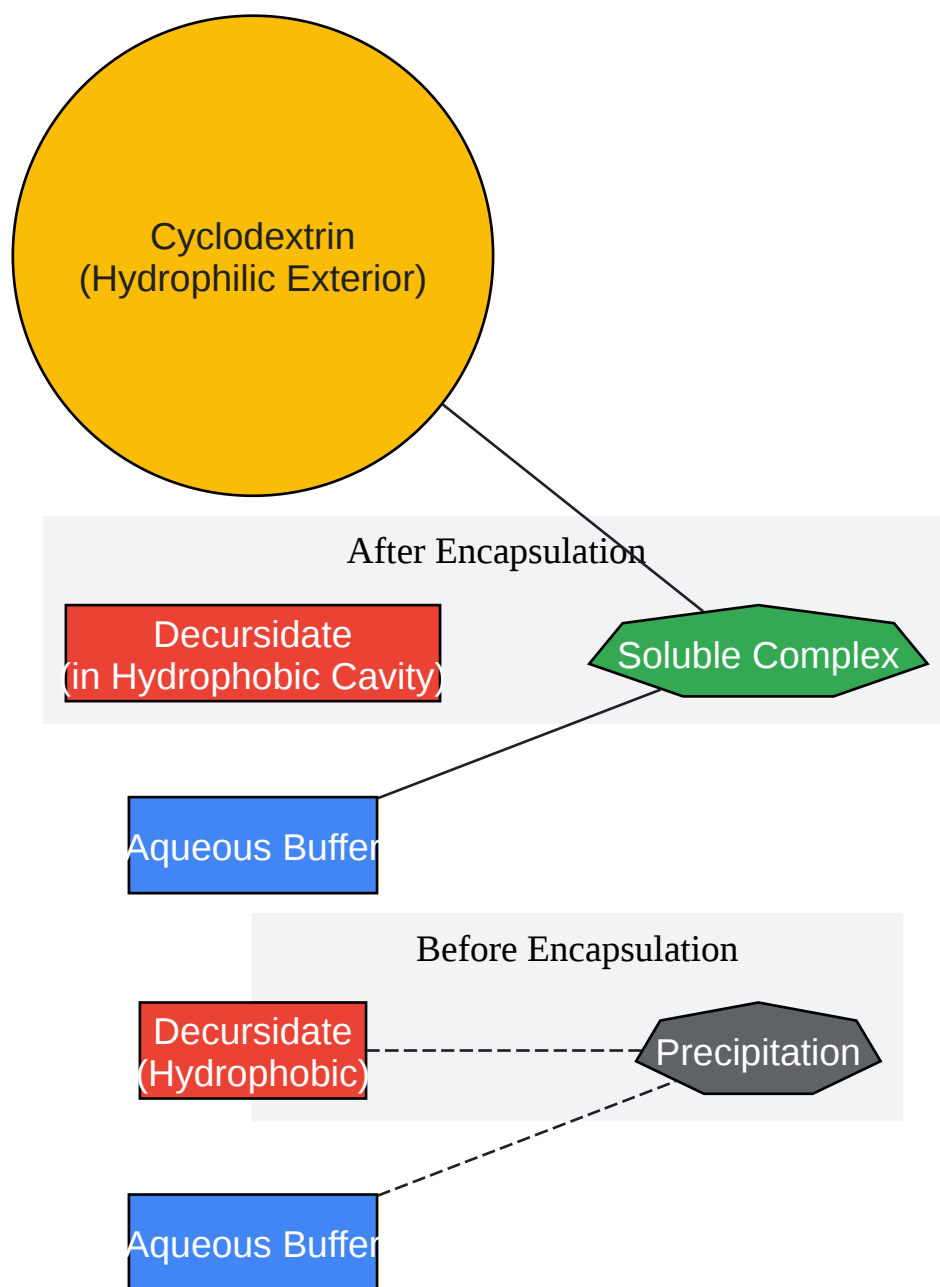 Cyclodextrin
(Hydrophilic Exterior)
After Encapsulation
Decursidate
(in Hydrophobic Cavity)
Soluble Complex
Aqueous Buffer
Before Encapsulation
Decursidate
(Hydrophobic)
Precipitation
Aqueous Buffer